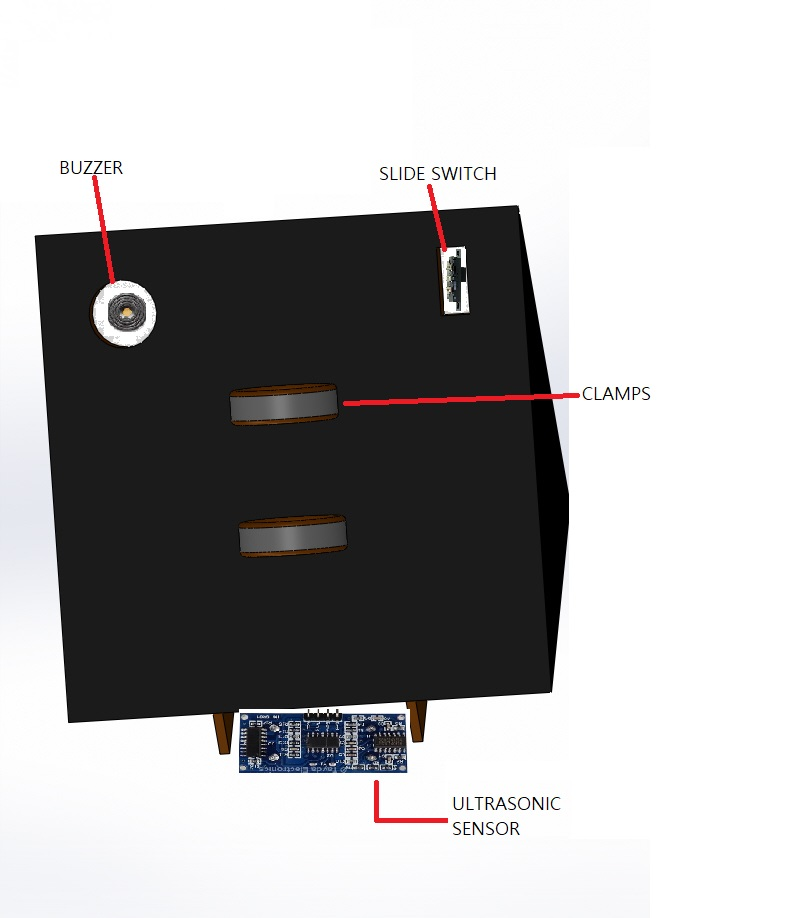 BUZZER
SLIDE SWITCH
CLAMPS
ULTRASONIC
SENSOR